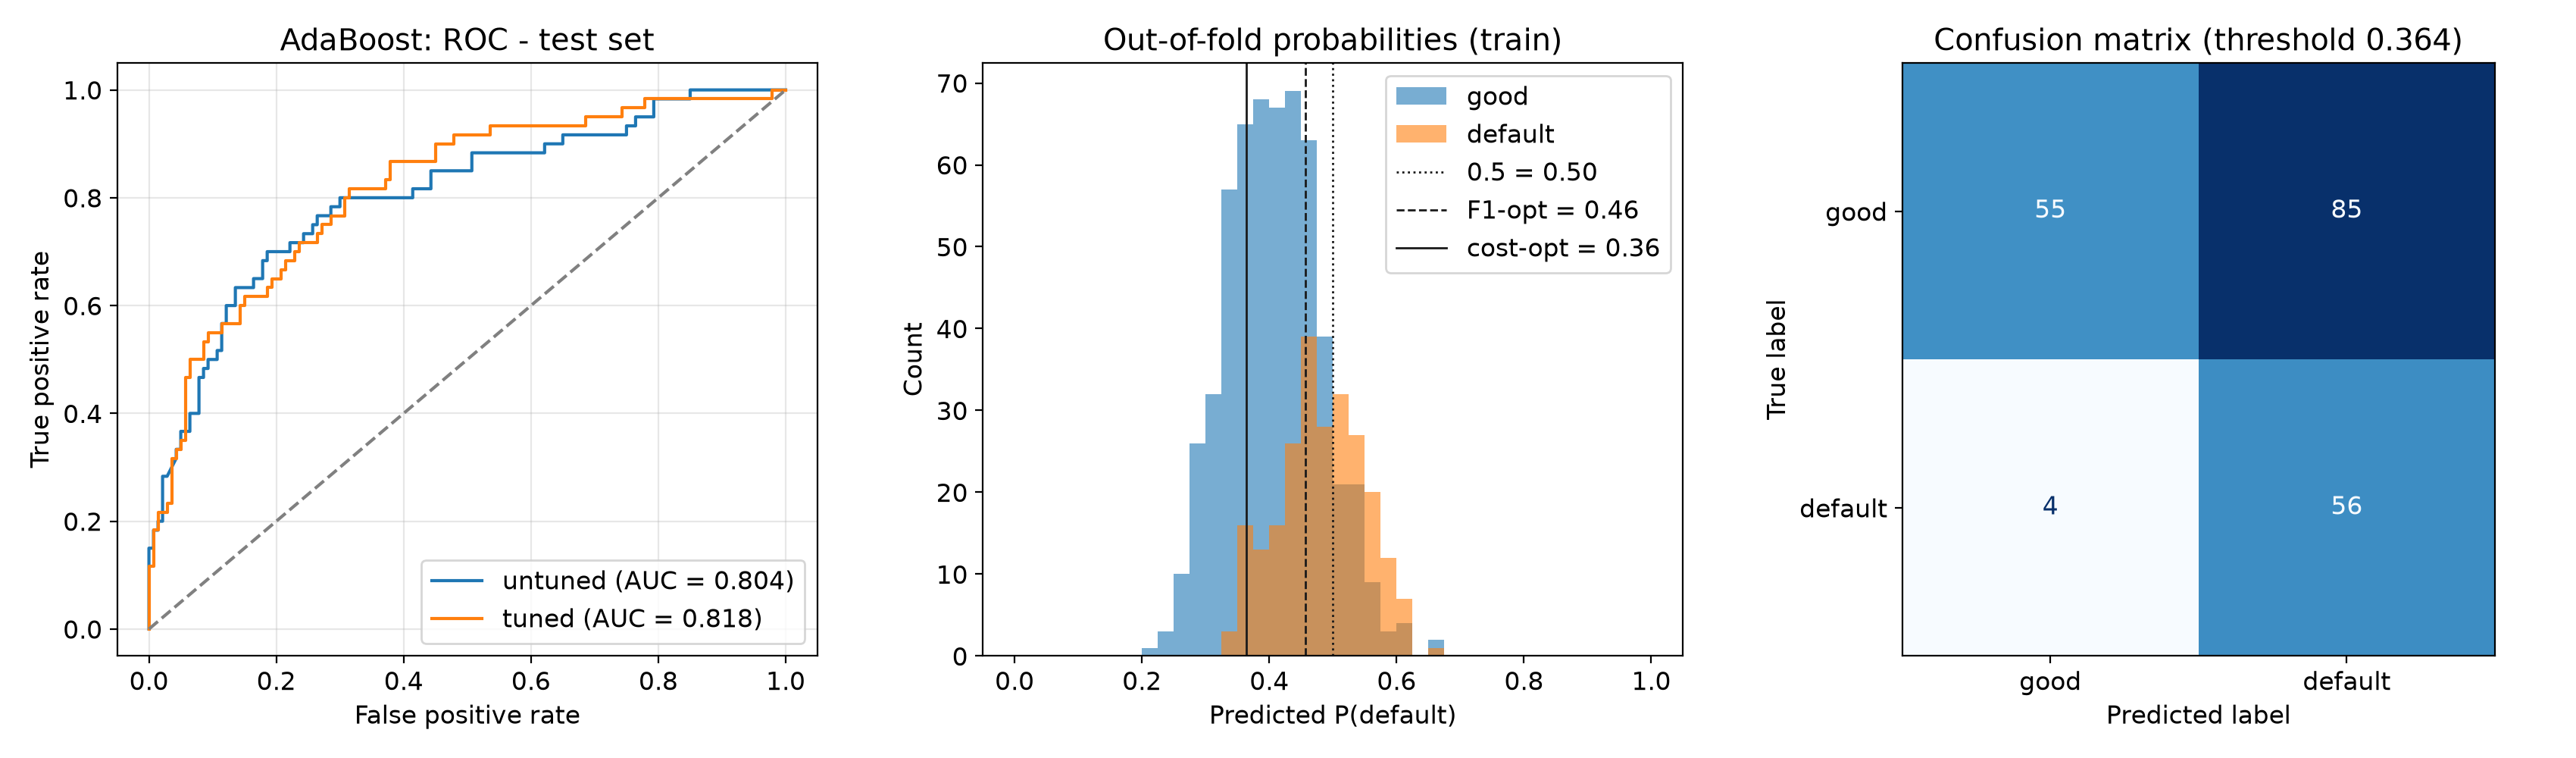 AdaBoost: ROC - test set
1.0
0.8
0.6
0.4
0.2
0.0
True positive rate
untuned (AUC = 0.804)
tuned (AUC = 0.818)
0.0 0.2 0.4 0.6 0.8 1.0
False positive rate
Out-of-fold probabilities (train)
70
60
50
40
30
20
10
0
Count
good
default
0.5 = 0.50
F1-opt = 0.46
cost-opt = 0.36
0.0 0.2 0.4 0.6 0.8 1.0
Predicted P(default)
Confusion matrix (threshold 0.364)
True label
good 55 85
default 4 56
good default
Predicted label